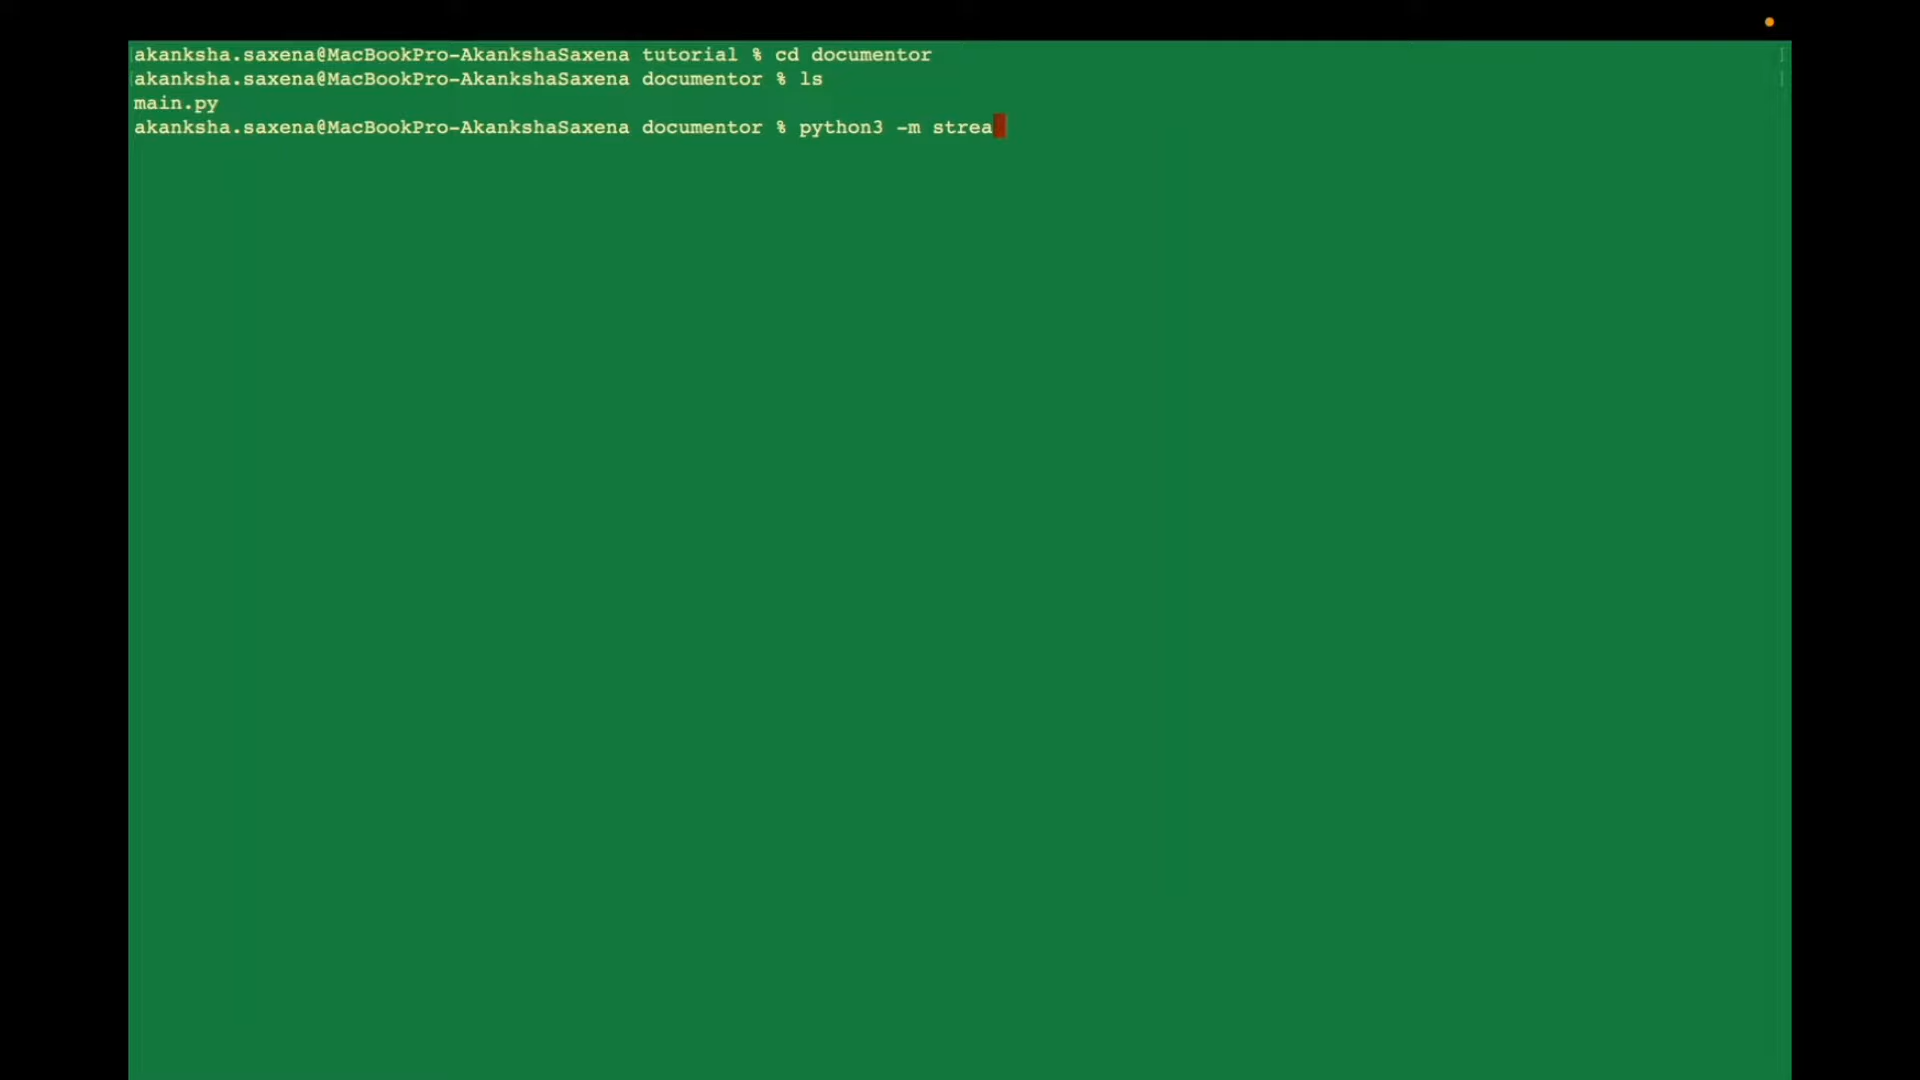 akanksha.saxena@MacBookPro-AkankshaSaxena tutorial % cd documentor
akanksha.saxena@MacBookPro-AkankshaSaxena documentor % ls
main.py
akanksha.saxena@MacBookPro-AkankshaSaxena documentor % python3 -m strea